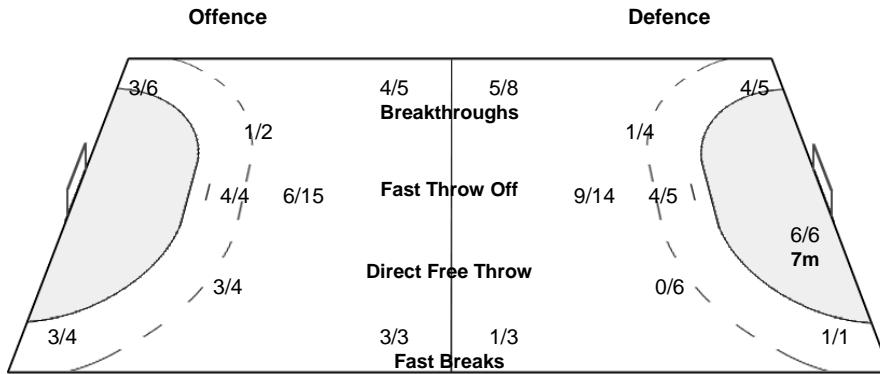 Offence Defence
3/6 4/5 5/8 4/5
Breakthroughs
1/2 1/4
4/4 6/15 Fast Throw Off 9/14 4/5
6/6
7m
Direct Free Throw
3/4 0/6
3/4 3/3 1/3 1/1
Fast Breaks